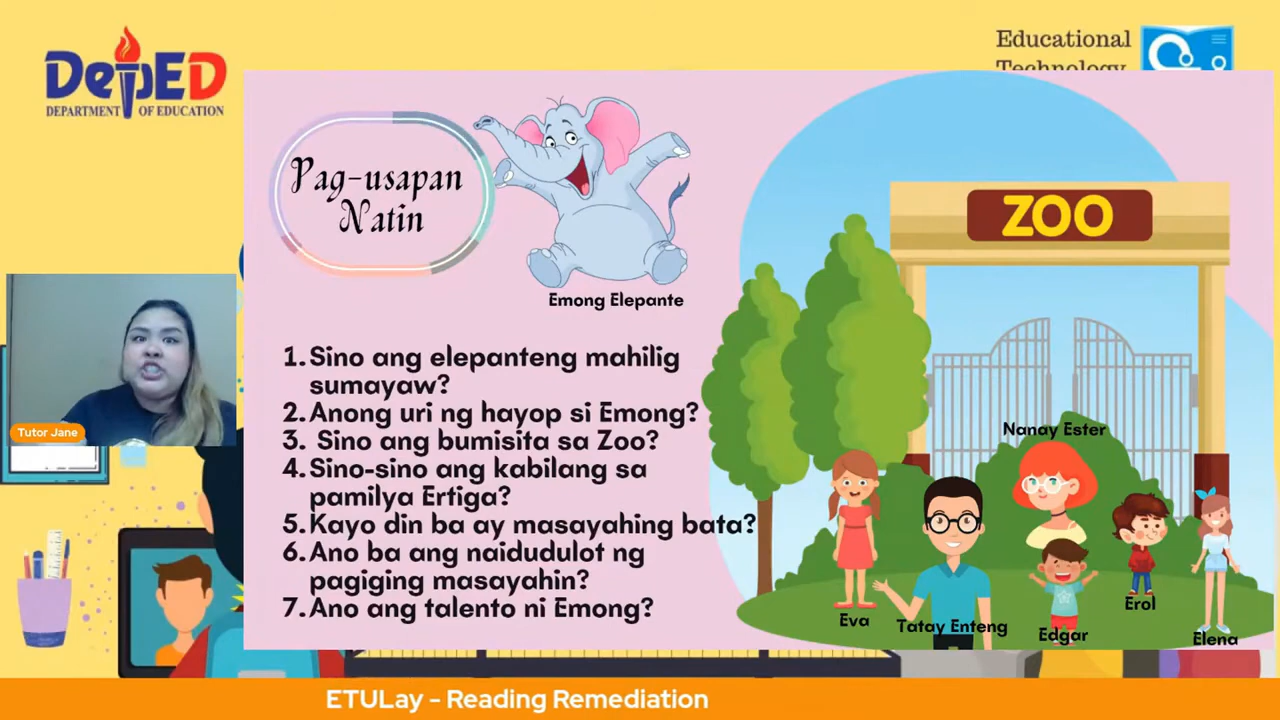 DepED
DEPARTMENT OF EDUCATION
Educational
Technology
Pag-usapan
Natin
Emong Elepante
ZOO
1. Sino ang elepanteng mahilig
sumayaw?
2. Anong uri ng hayop si Emong?
3. Sino ang bumisita sa Zoo?
4. Sino-sino ang kabilang sa
pamilya Ertiga?
5. Kayo din ba ay masayahing bata?
6. Ano ba ang naidudulot ng
pagiging masayahin?
7. Ano ang talento ni Emong?
Nanay Ester
Eva
Tatay Enteng
Edgar
Erol
Elena
Tutor Jane
ETULay - Reading Remediation